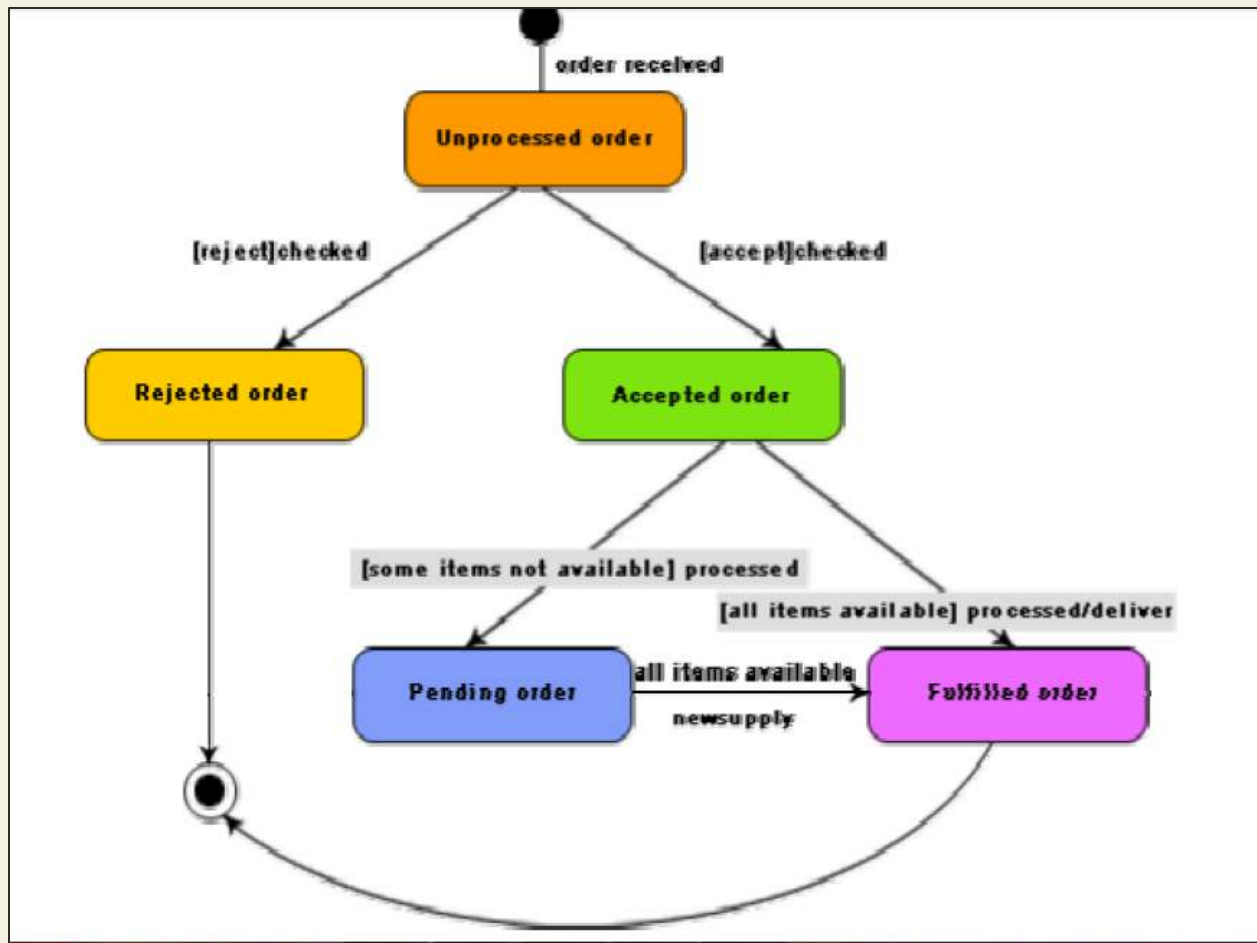 order received
Unprocessed order
[reject]checked
[accept]checked
Rejected order
Accepted order
[some items not available] processed
[all items available] processed/deliver
Pending order
all items available
newsupply
Fulfilled order